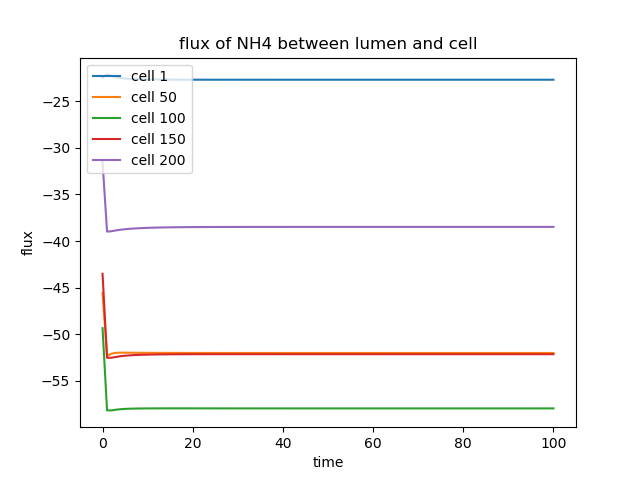 flux of NH4 between lumen and cell
cell 1
cell 50
cell 100
cell 150
cell 200
−25
−30
−35
−40
−45
−50
−55
flux
0 20 40 60 80 100
time